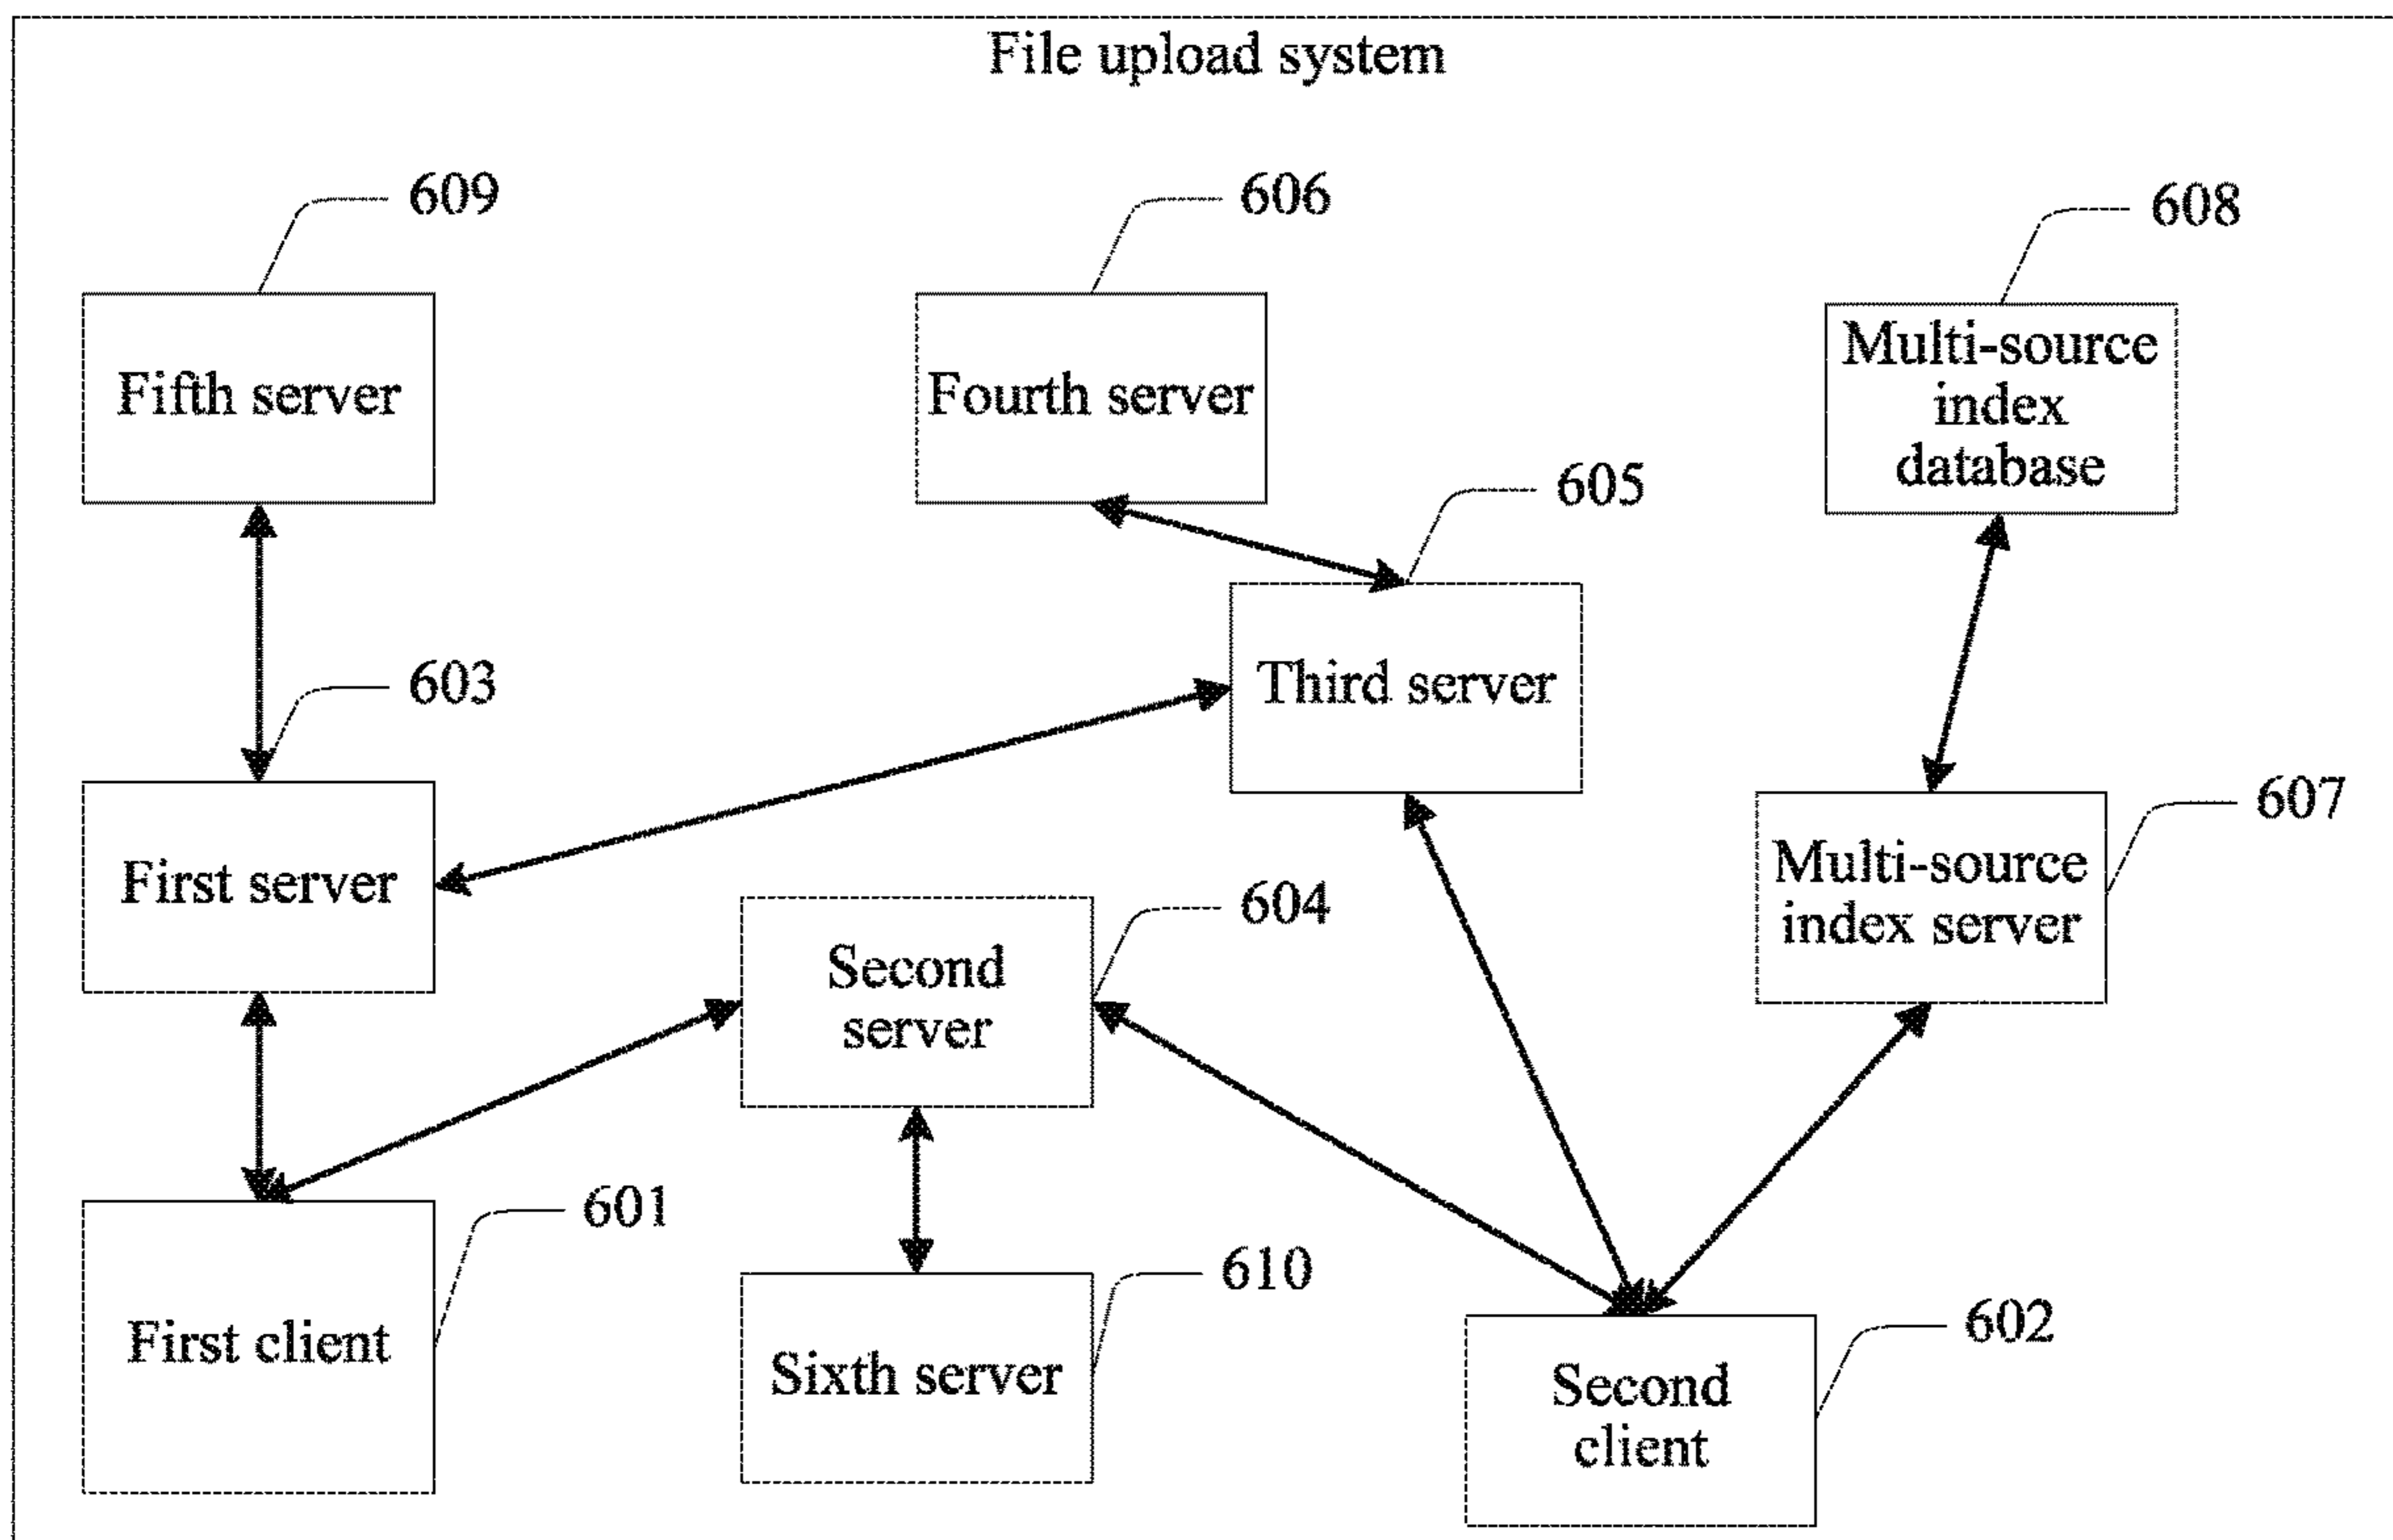 File upload system
609
606
608
Fifth server
Fourth server
Multi-source
index
database
605
603
Third server
607
First server
604
Multi-source
index server
Second
server
601
610
602
First client
Sixth server
Second
client